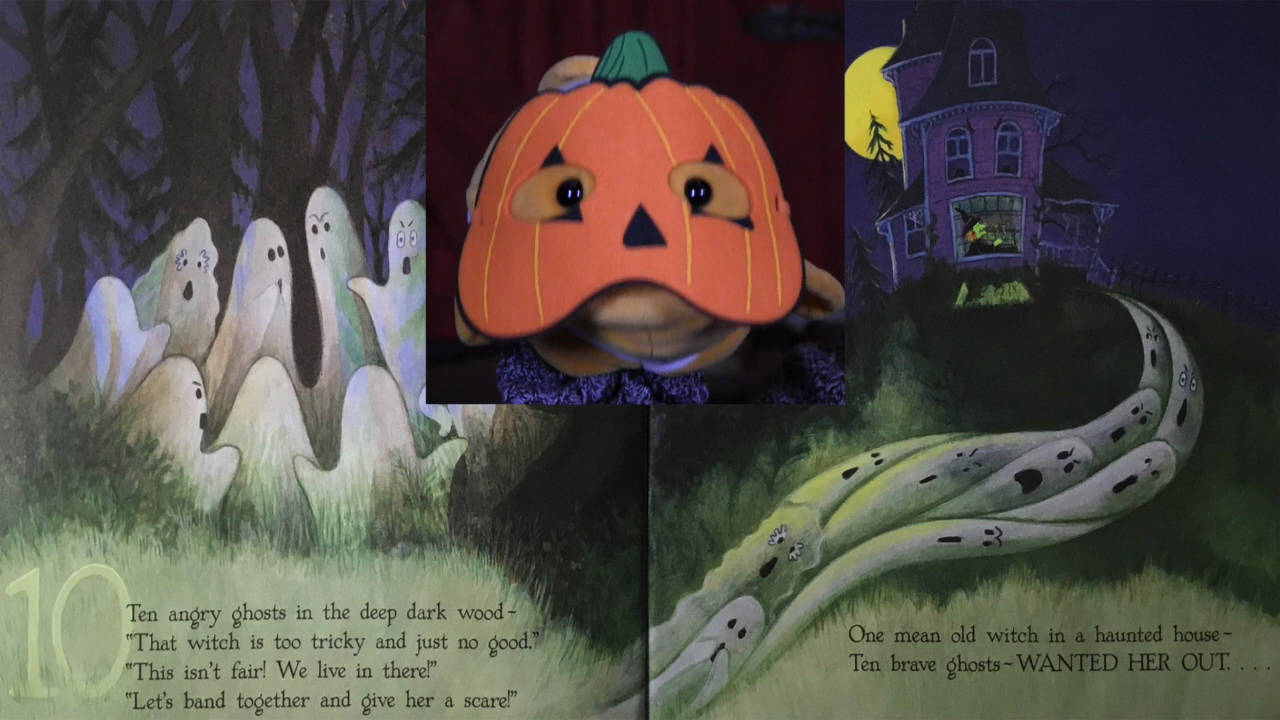 10
Ten angry ghosts in the deep dark wood~
"That witch is too tricky and just no good."
"This isn't fair! We live in there!"
"Let's band together and give her a scare!"
One mean old witch in a haunted house~
Ten brave ghosts~WANTED HER OUT. . . .